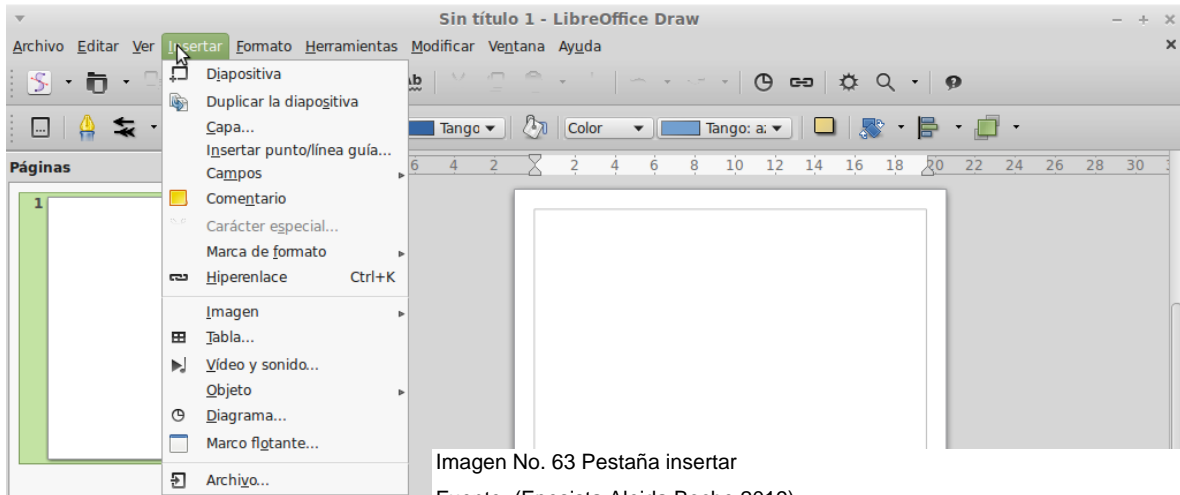 Sin título 1 - LibreOffice Draw
Archivo Editar Ver Insertar Formato Herramientas Modificar Ventana Ayuda
Tango Color Tango: a:
Páginas
6 4 2 2 4 6 8 10 12 14 16 18 20 22 24 26 28 30
1
Diapositiva
Duplicar la diapositiva
Capa...
Insertar punto/línea guía...
Campos
Comentario
Carácter especial...
Marca de formato
Hiperenlace Ctrl+K
Imagen
Tabla...
Vídeo y sonido...
Objeto
Diagrama...
Marco flotante...
Archivo...
Imagen No. 63 Pestaña insertar